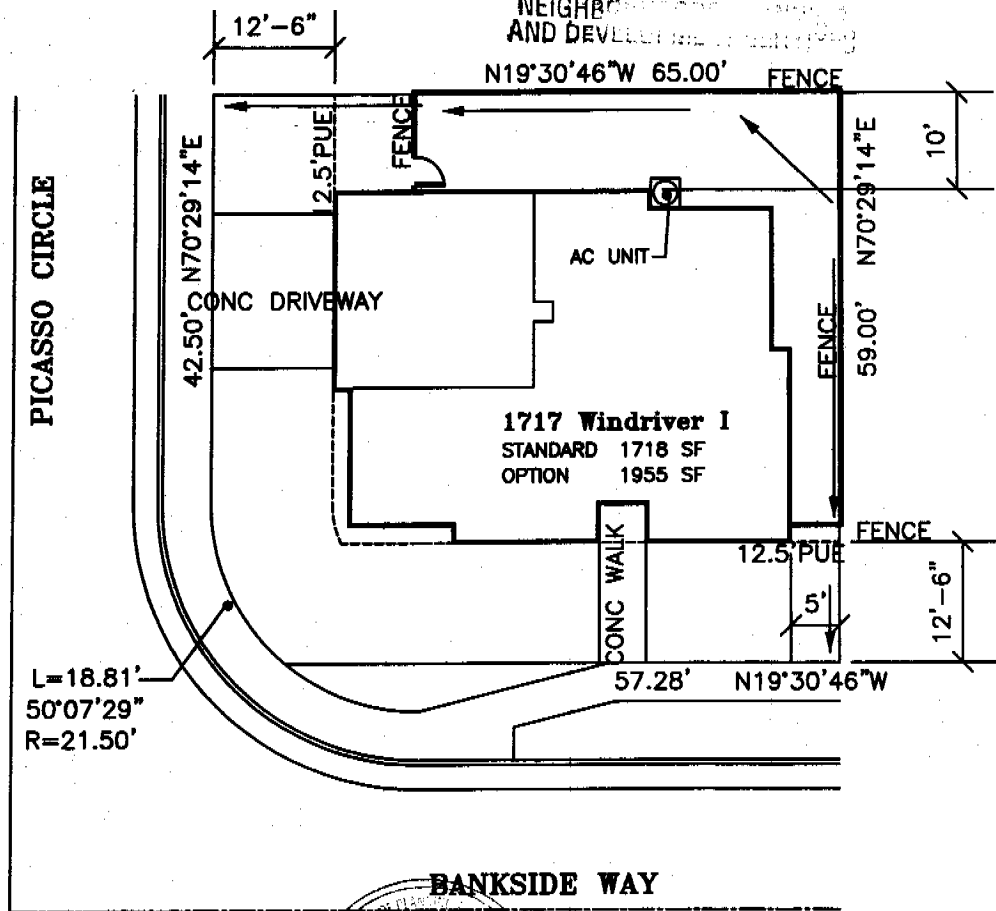 12'-6"
AND
N19°30'46"W 65.00'
FENCE
FENCE
12.5'PUE
10'
N70°29'14"E
42.50'
N70°29'14"E
59.00'
FENCE
PICASSO CIRCLE
AC UNIT
CONC DRIVEWAY
1717 Windriver I
STANDARD 1718 SF
OPTION 1955 SF
FENCE
12.5'PUE
CONC WALK
5'
12'-6"
L=18.81'
50°07'29"
R=21.50'
57.28' N19°30'46"W
BANKSIDE WAY